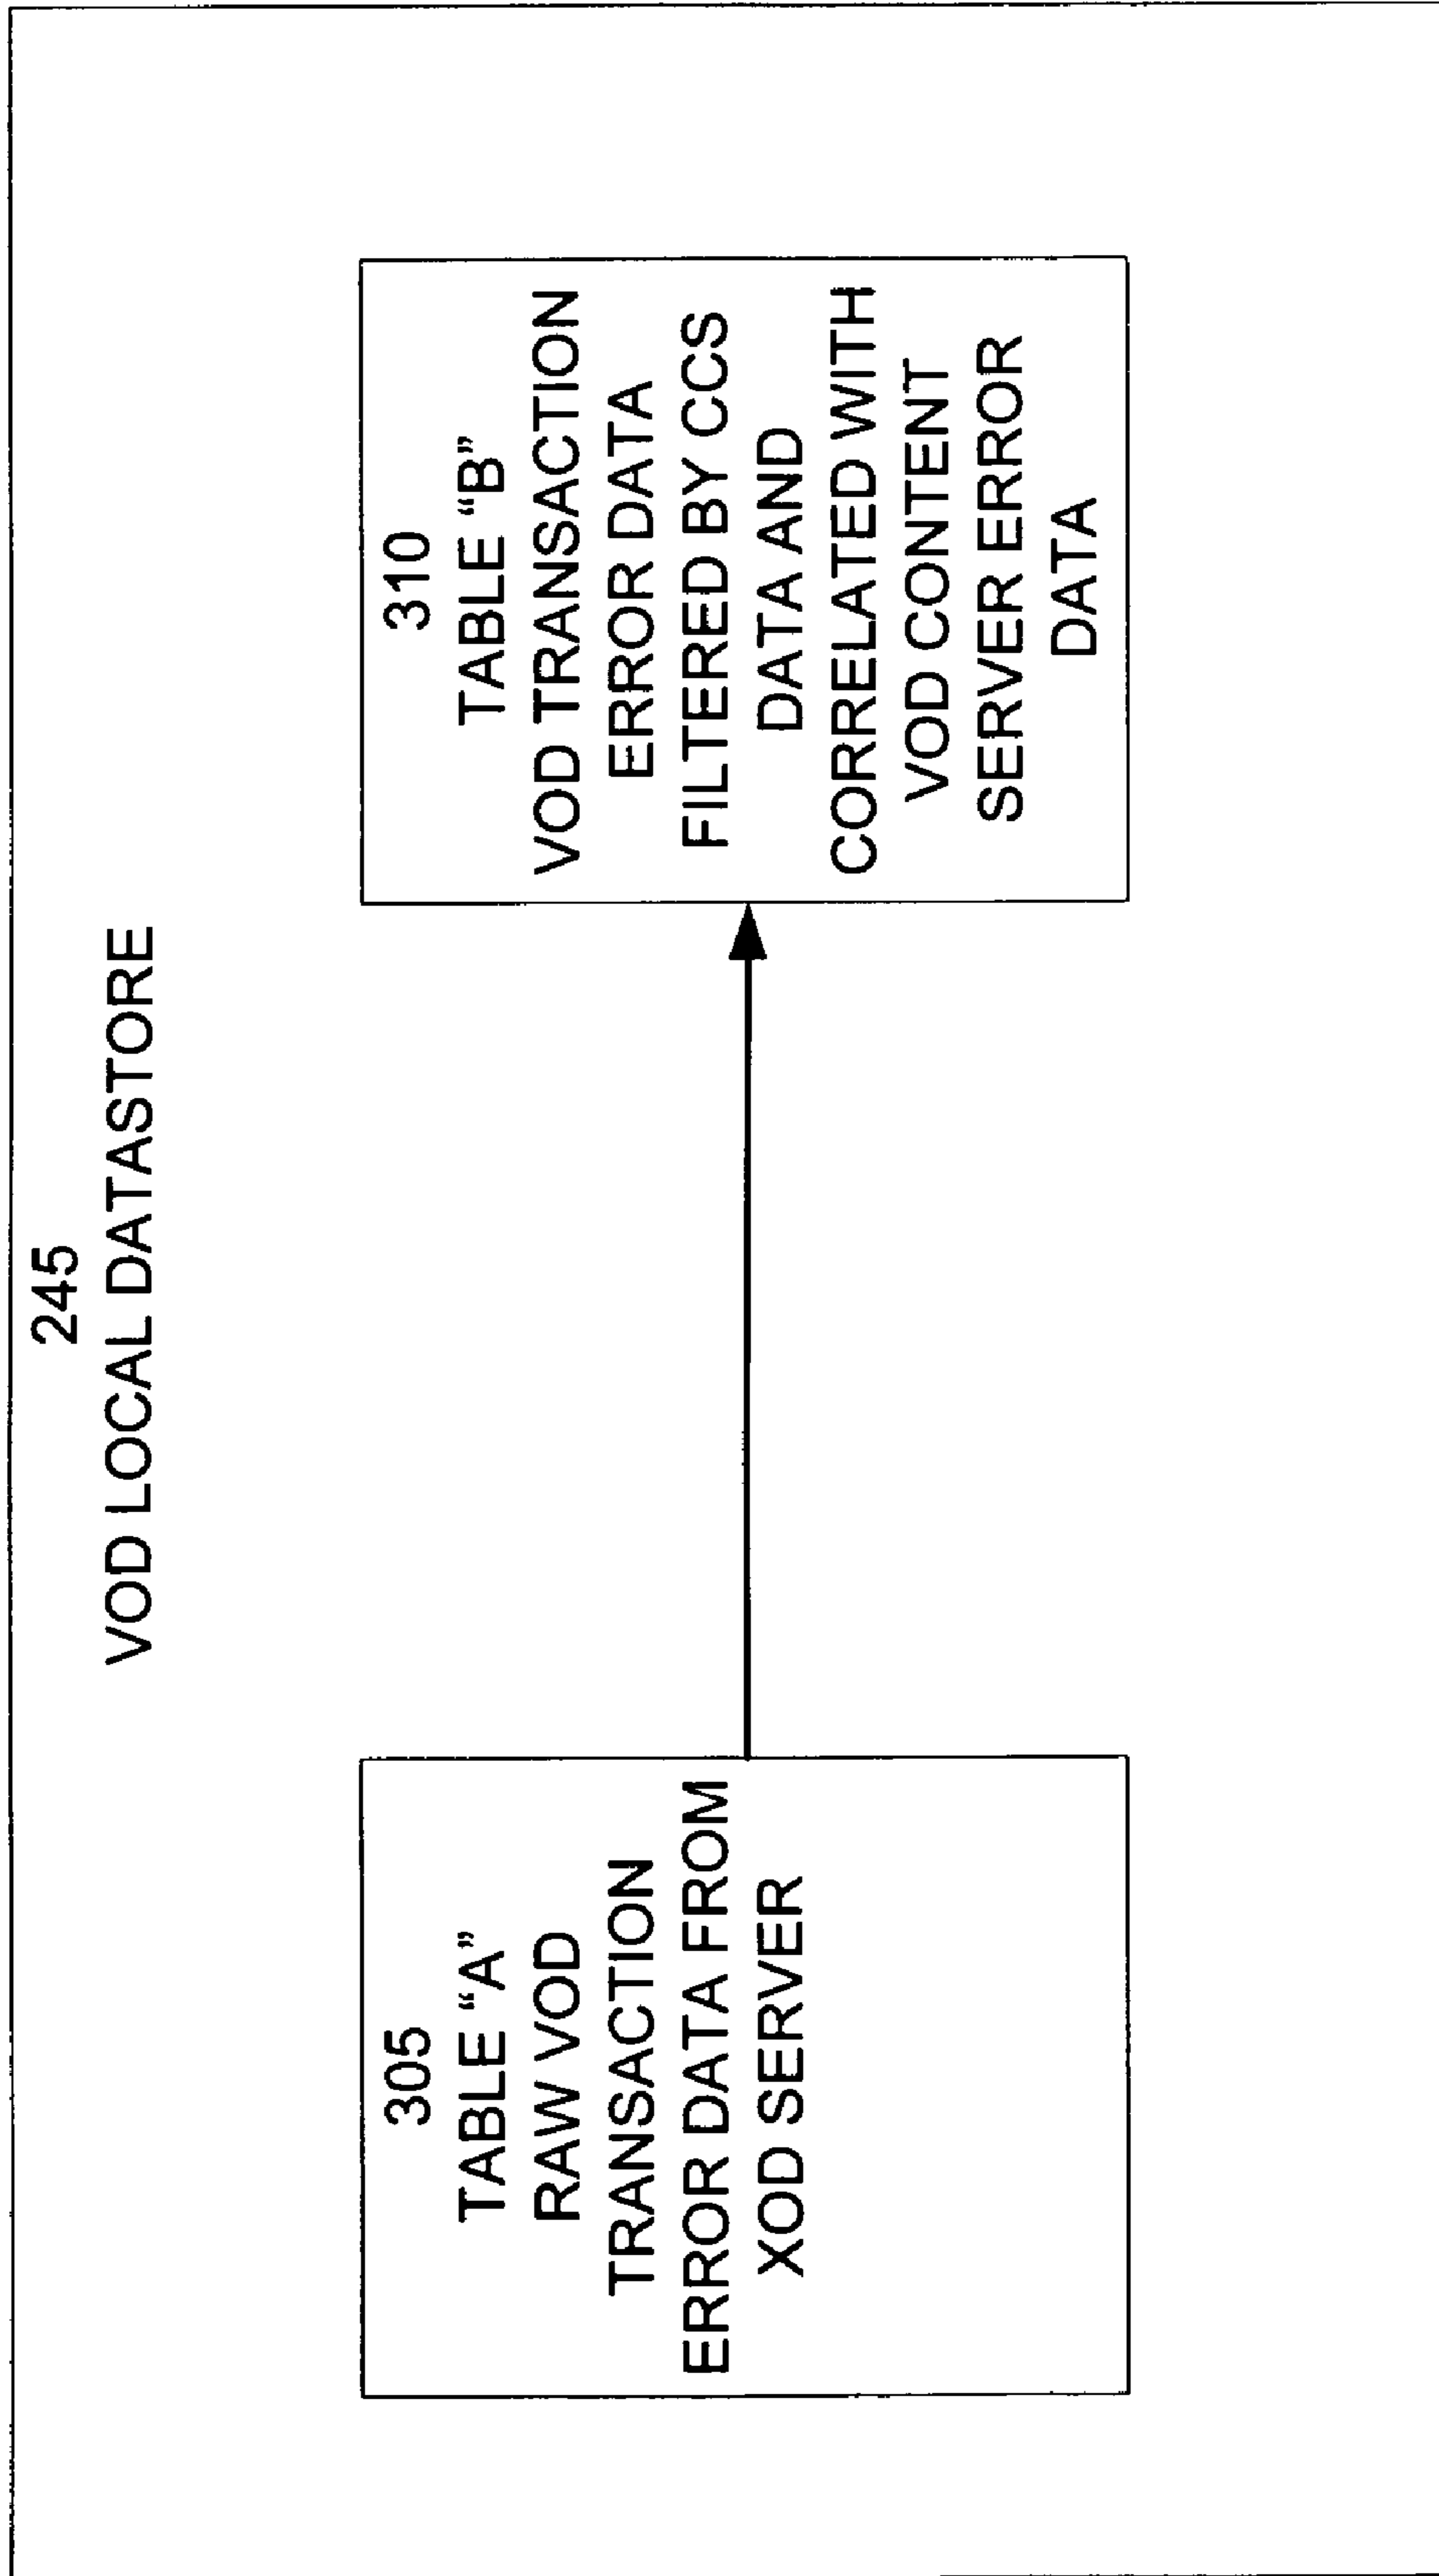 245
VOD LOCAL DATASTORE
305
TABLE “A”
RAW VOD
TRANSACTION
ERROR DATA FROM
XOD SERVER
310
TABLE “B”
VOD TRANSACTION
ERROR DATA
FILTERED BY CCS
DATA AND
CORRELATED WITH
VOD CONTENT
SERVER ERROR
DATA